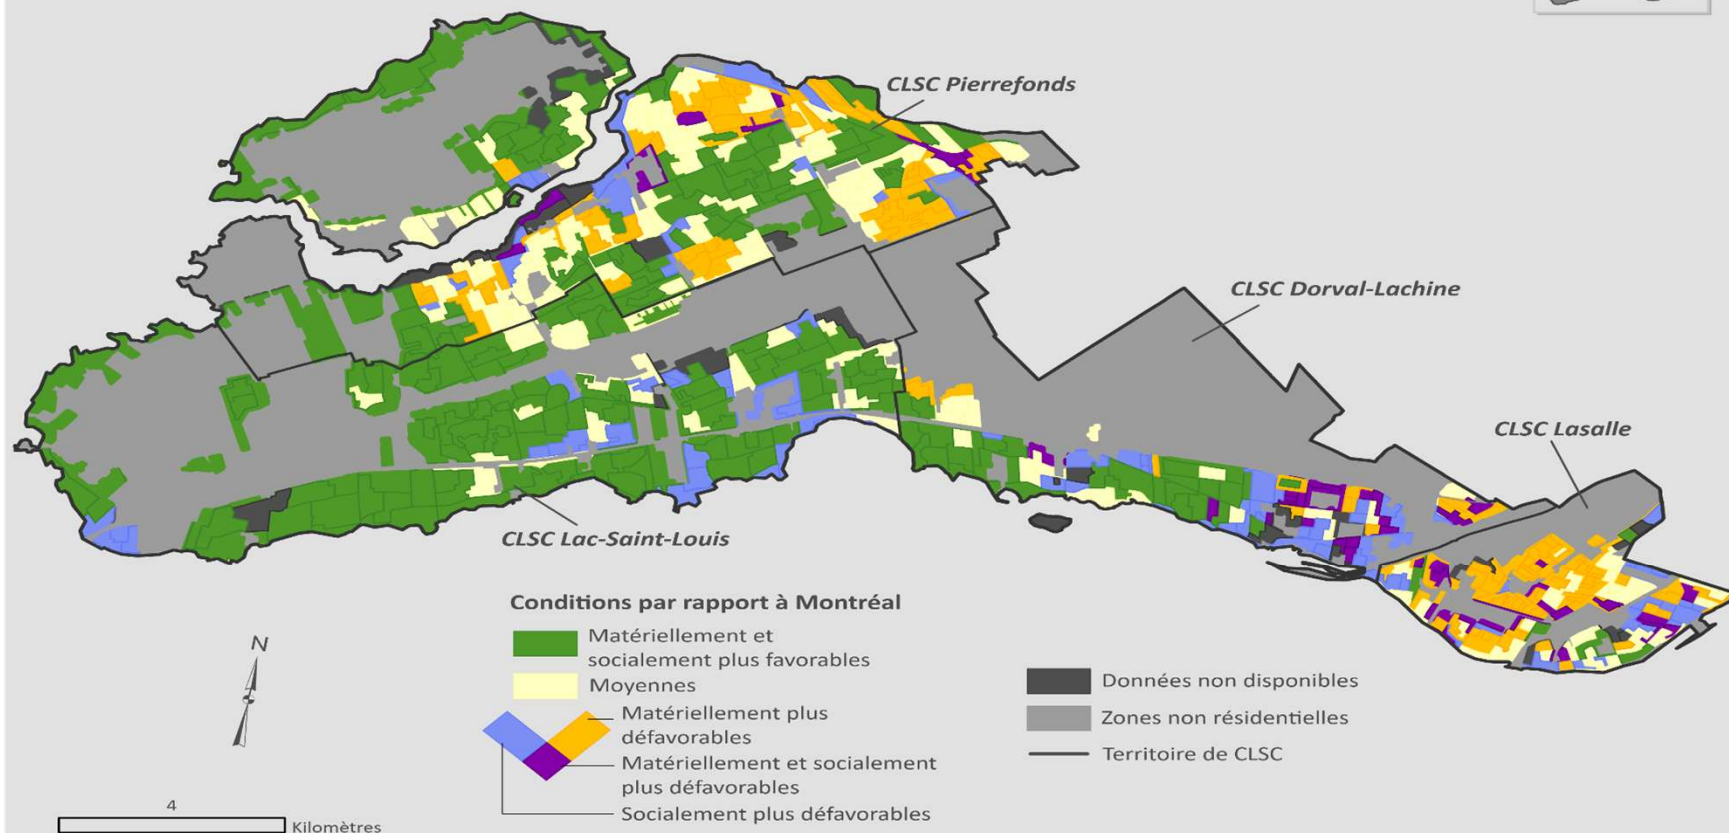 CLSC Pierrefonds
CLSC Dorval-Lachine
CLSC Lasalle
CLSC Lac-Saint-Louis
Conditions par rapport à Montréal
Matériellement et
socialement plus favorables
Moyennes
Matériellement plus
défavorables
Matériellement et socialement
plus défavorables
Socialement plus défavorables
Données non disponibles
Zones non résidentielles
Territoire de CLSC
N
4
Kilomètres